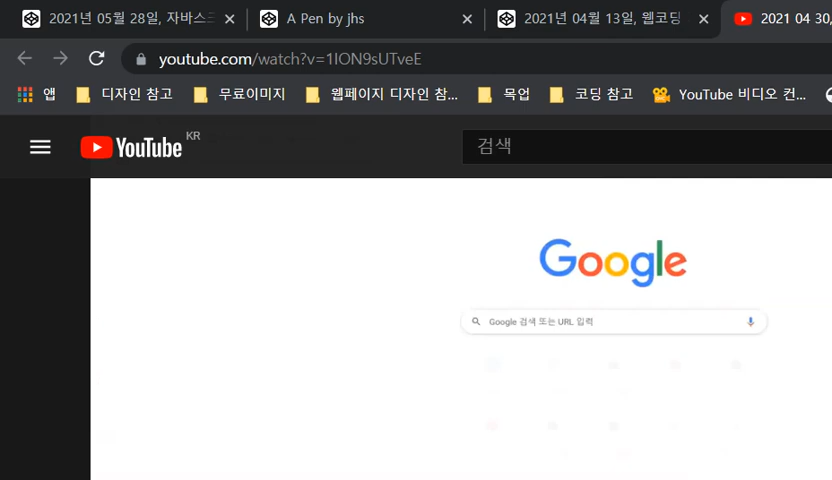 2021년 05월 28일, 자바스크
A Pen by jhs
2021년 04월 13일, 웹코딩
2021 04 30,
youtube.com/watch?v=1ION9sUTveE
앱 디자인 참고 무료이미지 웹페이지 디자인 참... 목업 코딩 참고 YouTube 비디오 컨...
YouTube KR 검색
Google
Google 검색 또는 URL 입력